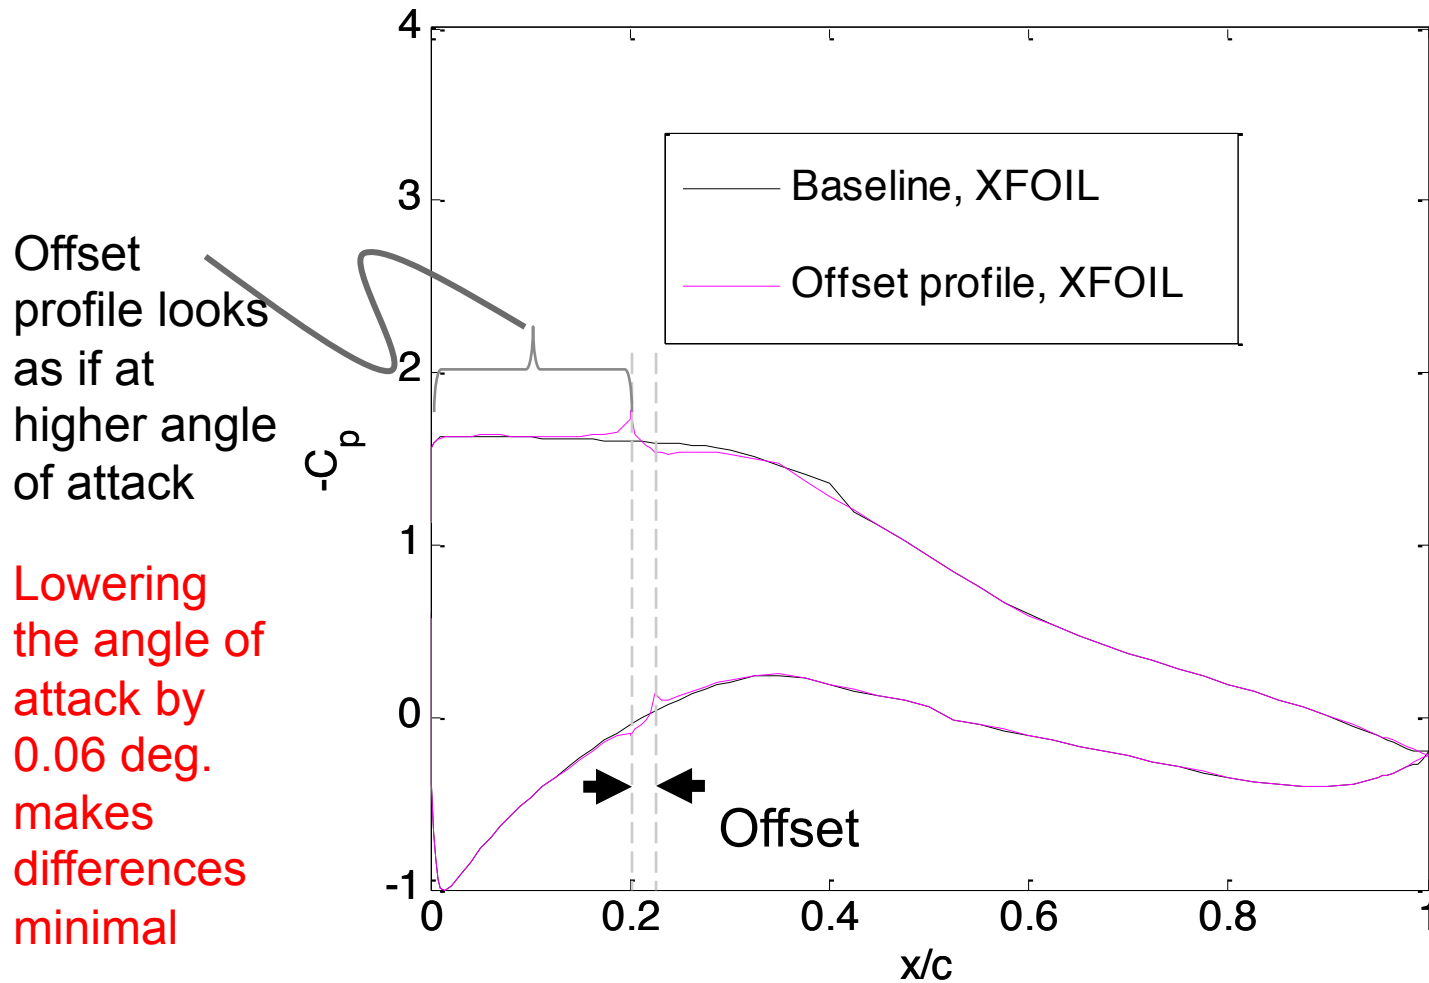 Offset
profile looks
as if at
higher angle
of attack
Lowering
the angle of
attack by
0.06 deg.
makes
differences
minimal
4
3
2
1
0
-1
-Cp
Baseline, XFOIL
Offset profile, XFOIL
Offset
0
0.2
0.4
0.6
0.8
1
x/c